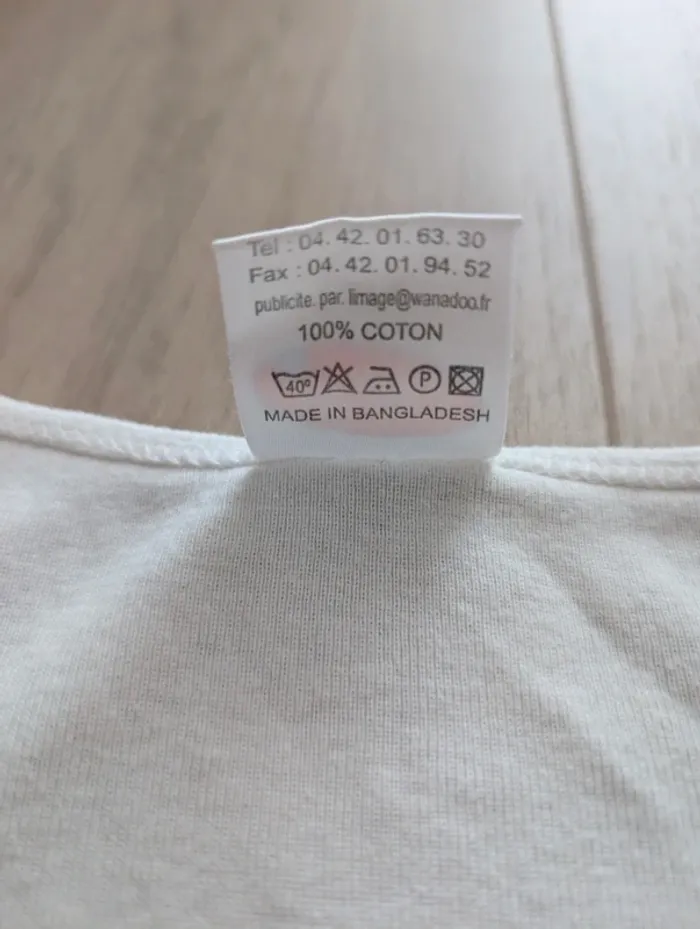 Tel : 04. 42. 01. 63. 30
Fax : 04. 42. 01. 94. 52
publicite. par. limage@wanadoo.fr
100% COTON
40° P
MADE IN BANGLADESH